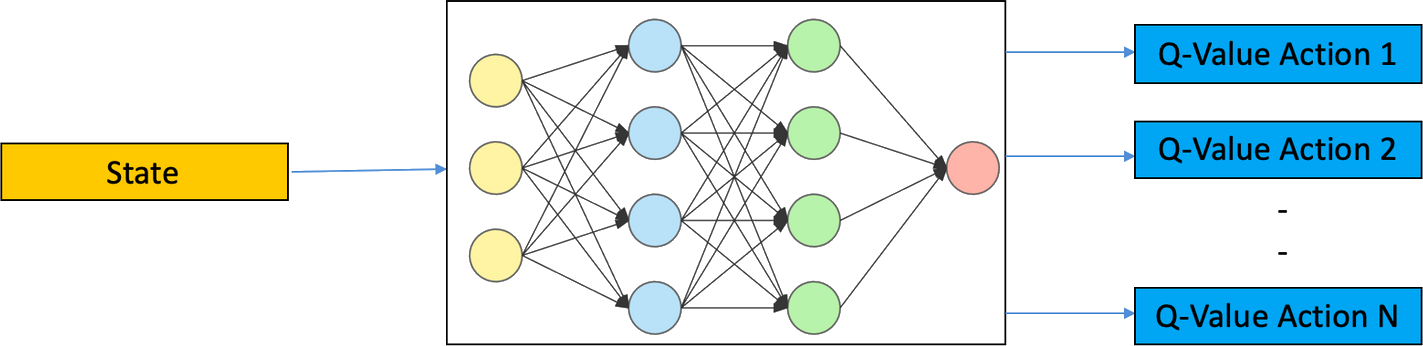 State
Q-Value Action 1
Q-Value Action 2
-
-
Q-Value Action N